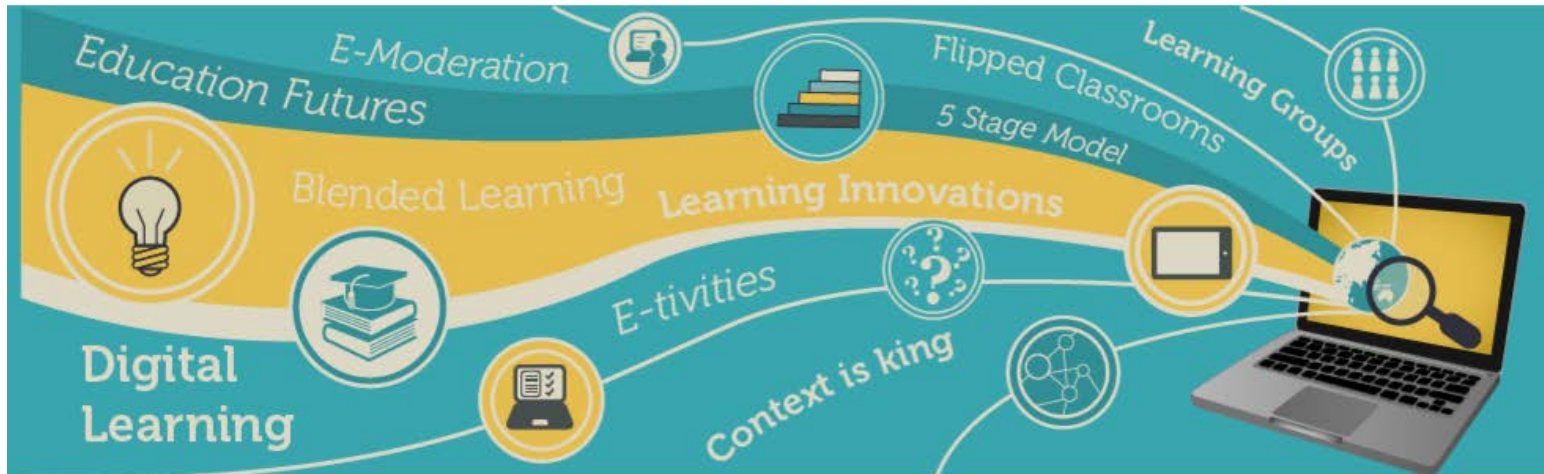 Education Futures
E-Moderation
Flipped Classrooms
Learning Groups
5 Stage Model
Blended Learning
Learning Innovations
E-tivities
Context is king
Digital
Learning